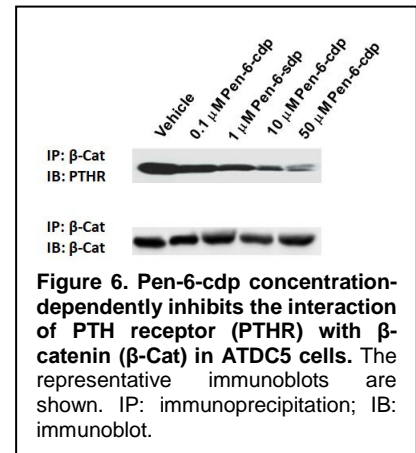 Vehicle
0.1 µM Pen-6-cdp
1 µM Pen-6-sdp
10 µM Pen-6-cdp
50 µM Pen-6-cdp
IP: β-Cat
IB: PTHR
IP: β-Cat
IB: β-Cat
Figure 6. Pen-6-cdp concentration-
dependently inhibits the interaction
of PTH receptor (PTHR) with β-
catenin (β-Cat) in ATDC5 cells. The
representative immunoblots are
shown. IP: immunoprecipitation; IB:
immunoblot.